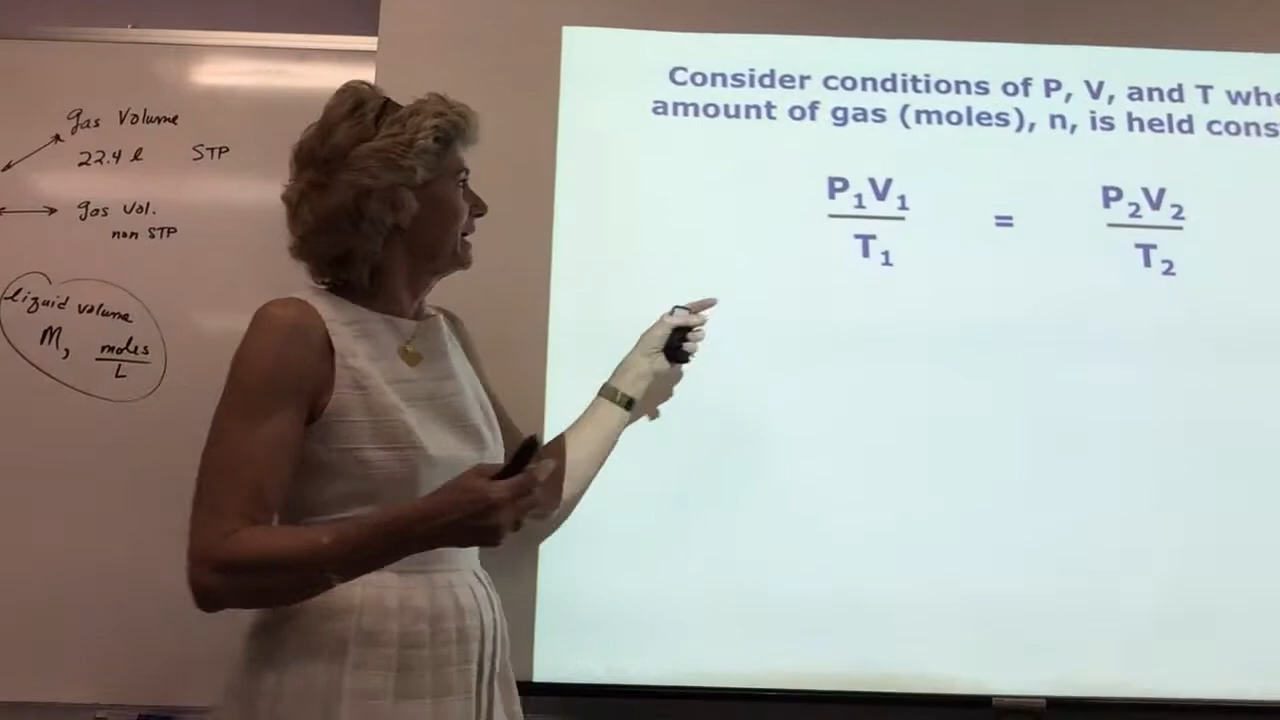 gas Volume
22.4 l STP
gas Vol.
non STP
liquid volume
M, moles
L
Consider conditions of P, V, and T whe
amount of gas (moles), n, is held cons
P₁V₁ = P₂V₂
T₁ T₂